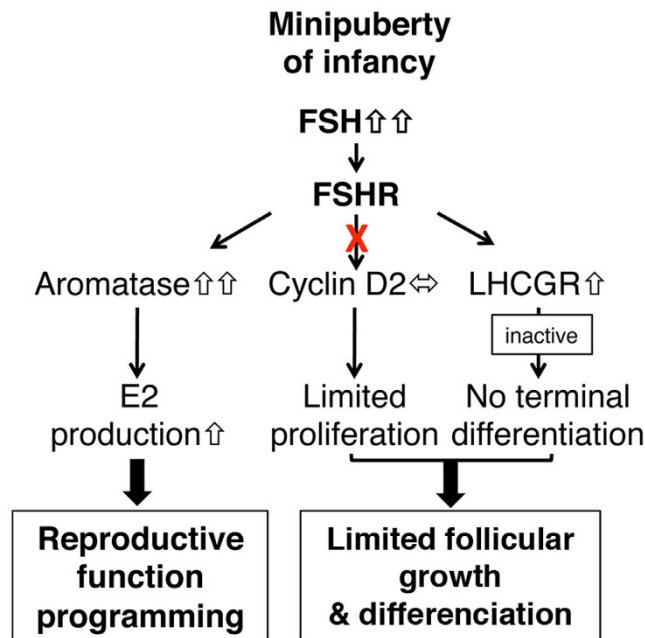 Minipuberty
of infancy
FSH⇧⇧
FSHR
X
Aromatase⇧⇧ Cyclin D2⬄ LHCGR⇧
inactive
E2
production⇧
Limited
proliferation
No terminal
differentiation
Reproductive
function
programming
Limited follicular
growth
& differenciation